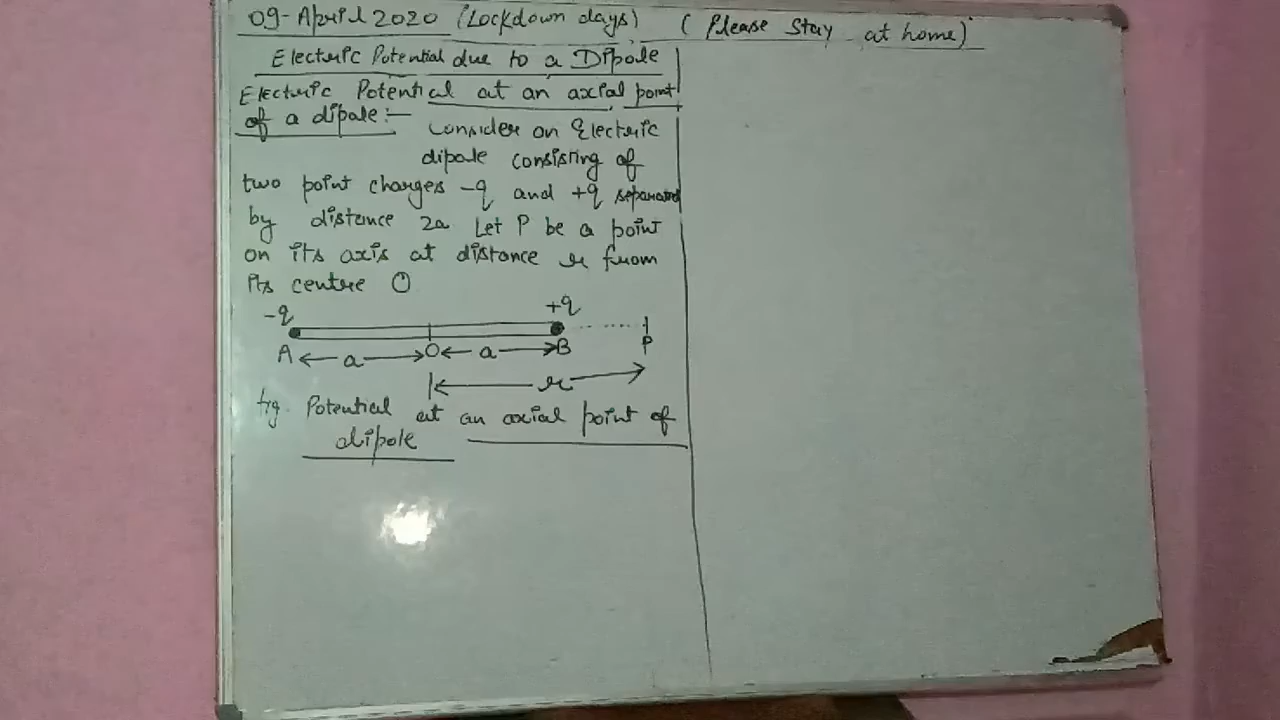 09-April 2020 (Lockdown days) (Please Stay at home)
Electric Potential due to a Dipole
Electric Potential at an axial point
of a dipole:-
Consider an Electric
dipole consisting of
two point charges -q and +q separated
by distance 2a Let P be a point
on its axis at distance r from
its centre O
-q +q
A a O a B P
r
fig. Potential at an axial point of
dipole